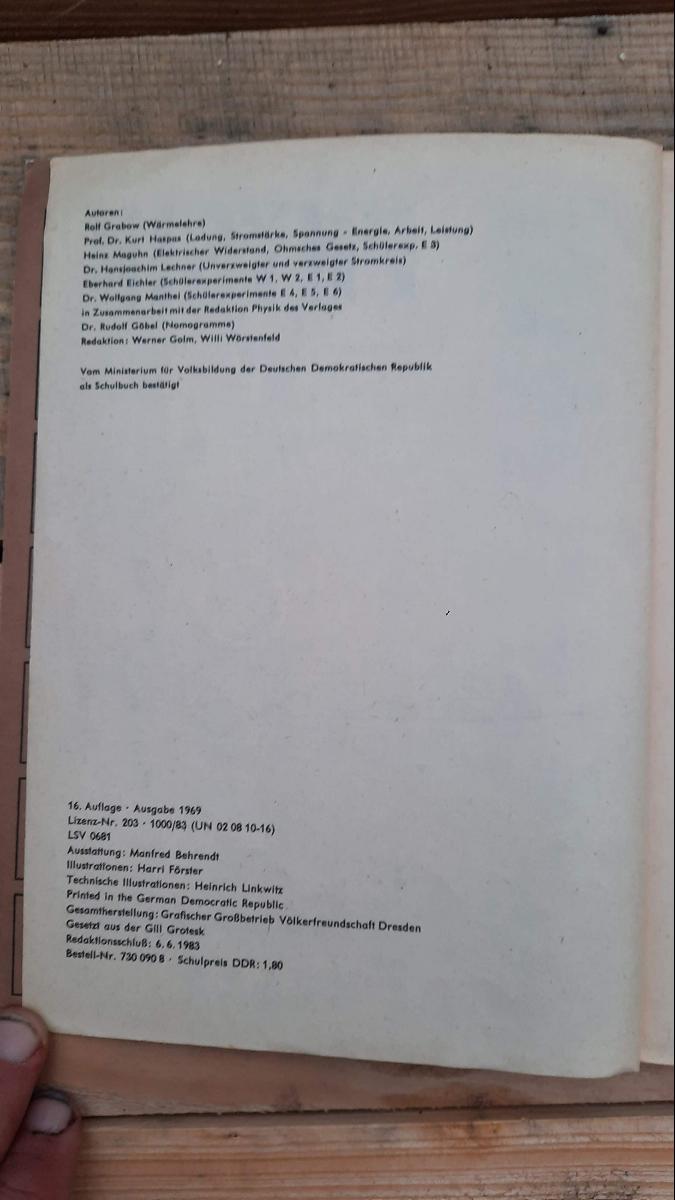 Autoren:
Rolf Grabow (Wärmelehre)
Prof. Dr. Kurt Haspas (Ladung, Stromstärke, Spannung - Energie, Arbeit, Leistung)
Heinz Maguhn (Elektrischer Widerstand, Ohmsches Gesetz, Schülerexp. E 3)
Dr. Hansjoachim Lechner (Unverzweigter und verzweigter Stromkreis)
Eberhard Eichler (Schülerexperimente W 1, W 2, E 1, E 2)
Dr. Wolfgang Manthei (Schülerexperimente E 4, E 5, E 6)
in Zusammenarbeit mit der Redaktion Physik des Verlages
Dr. Rudolf Göbel (Nomogramme)
Redaktion: Werner Golm, Willi Wörstenfeld
Vom Ministerium für Volksbildung der Deutschen Demokratischen Republik
als Schulbuch bestätigt
16. Auflage · Ausgabe 1969
Lizenz-Nr. 203 · 1000/83 (UN 02 08 10-16)
LSV 0681
Ausstattung: Manfred Behrendt
Illustrationen: Harri Förster
Technische Illustrationen: Heinrich Linkwitz
Printed in the German Democratic Republic
Gesamtherstellung: Grafischer Großbetrieb Völkerfreundschaft Dresden
Gesetzt aus der Gill Grotesk
Redaktionsschluß: 6. 6. 1983
Bestell-Nr. 730 090 8 · Schulpreis DDR: 1,80